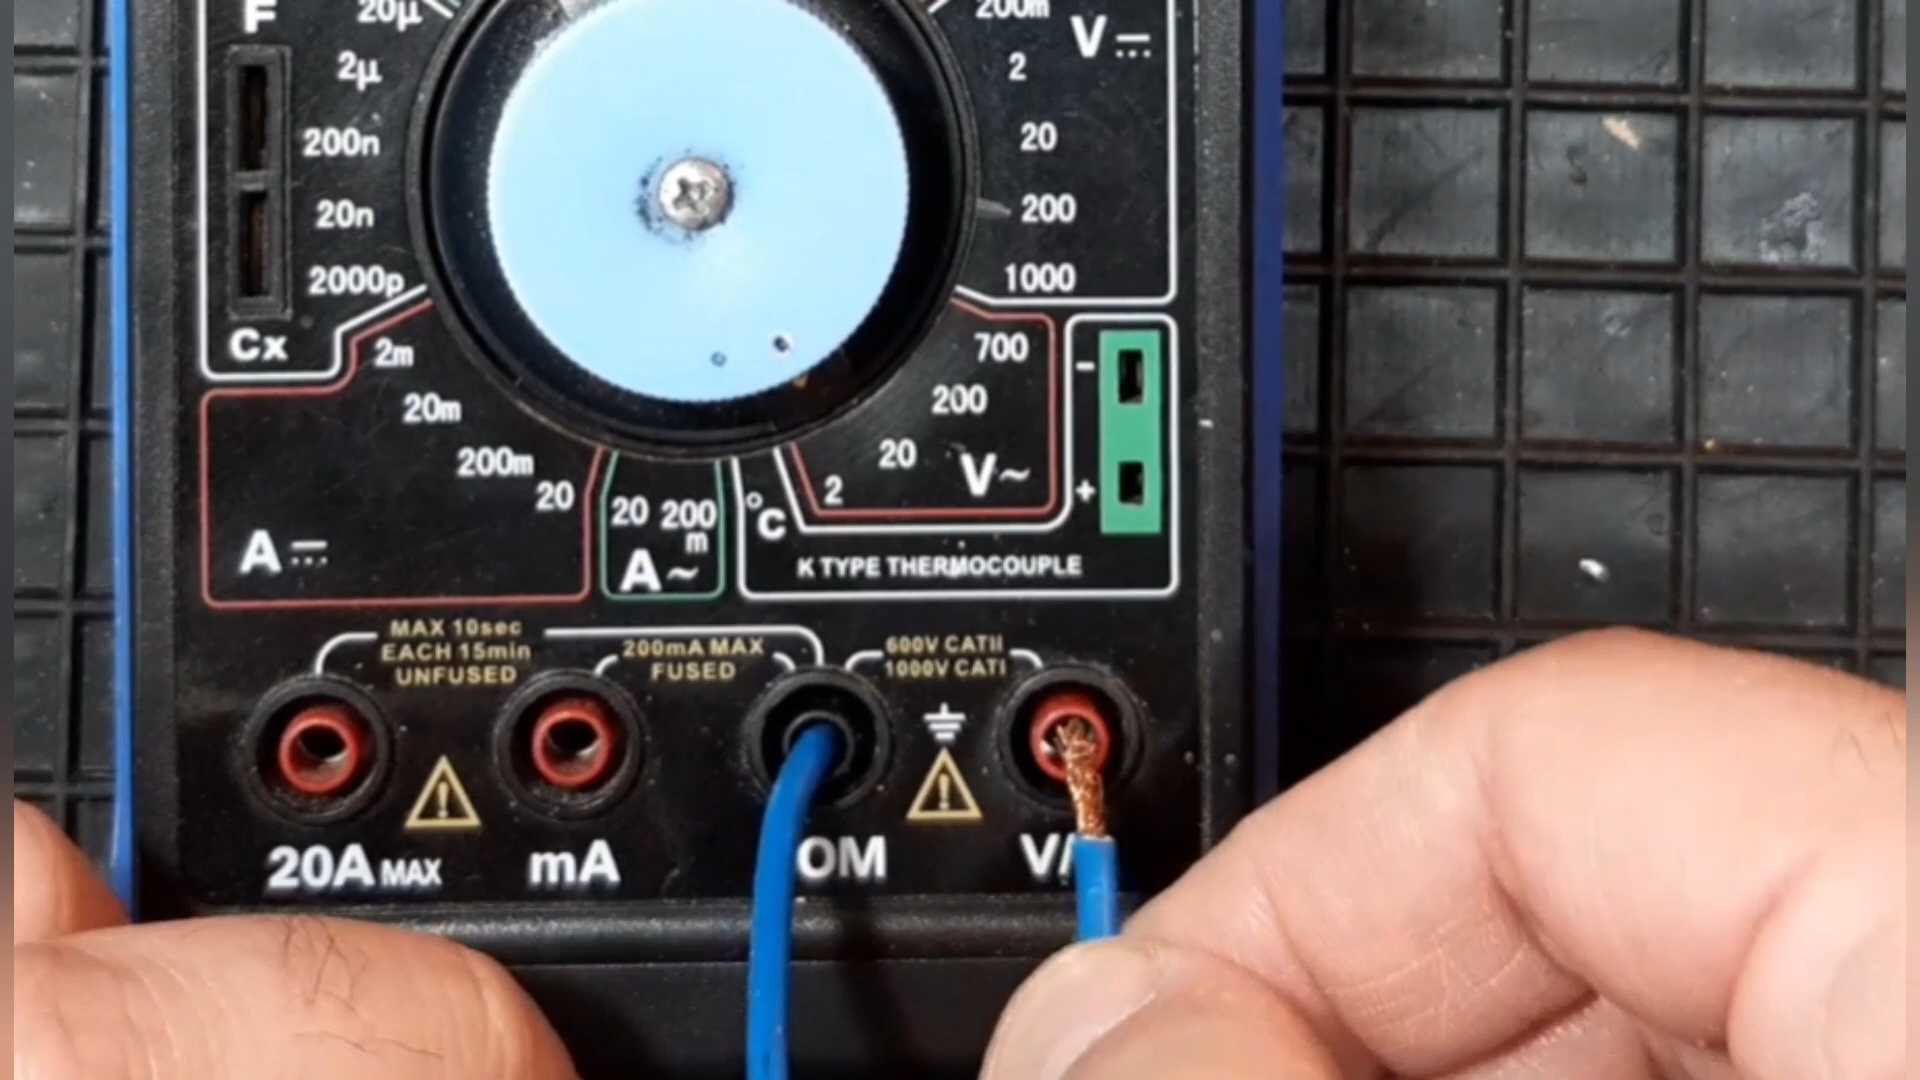 F
20µ
2µ
200n
20n
2000p
Cx
200m
V
2
20
200
1000
2m
20m
200m
20
A
20 200
m
A~
°C
700
200
20
2
V~
-
+
K TYPE THERMOCOUPLE
MAX 10sec
EACH 15min
UNFUSED
200mA MAX
FUSED
600V CATII
1000V CATI
20A MAX
mA
OM
V/